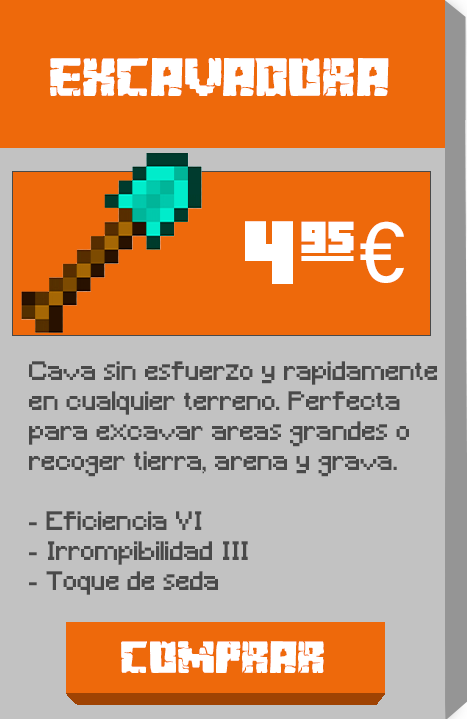 EXCAVADORA
4.95€
Cava sin esfuerzo y rapidamente
en cualquier terreno. Perfecta
para excavar areas grandes o
recoger tierra, arena y grava.
- Eficiencia VI
- Irrompibilidad III
- Toque de seda
COMPRAR